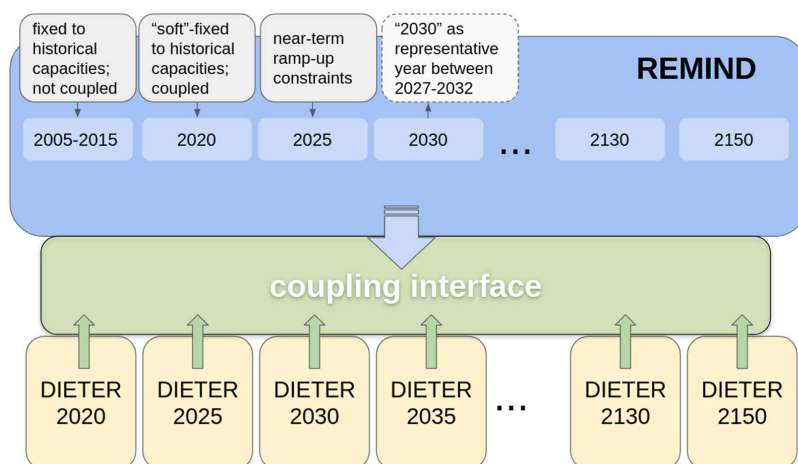 fixed to
historical
capacities;
not coupled
“soft”-fixed
to historical
capacities;
coupled
near-term
ramp-up
constraints
“2030” as
representative
year between
2027-2032
REMIND
2005-2015
2020
2025
2030
...
2130
2150
coupling interface
DIETER
2020
DIETER
2025
DIETER
2030
DIETER
2035
...
DIETER
2130
DIETER
2150